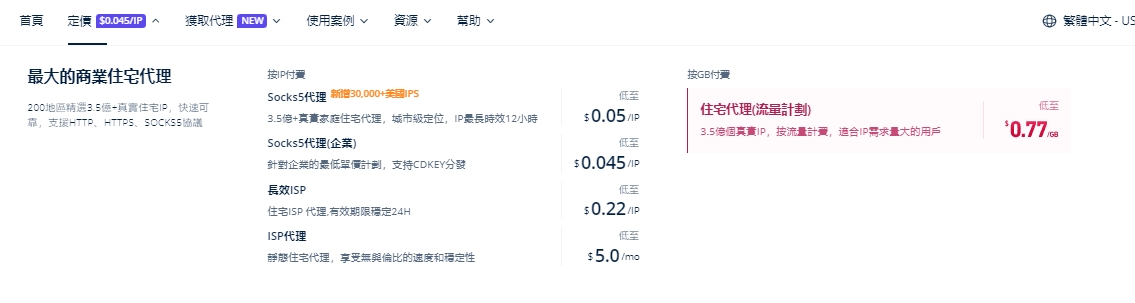 首頁 定價 $0.045/IP 獲取代理 NEW 使用案例 資源 幫助 繁體中文 - US
最大的商業住宅代理
200地區精選3.5億+真實住宅IP，快速可
靠，支援HTTP、HTTPS、SOCKS5協議
按IP付費
Socks5代理 新增30,000+美國IPS
3.5億+真實家庭住宅代理，城市級定位，IP最長時效12小時
低至
$0.05/IP
Socks5代理(企業)
針對企業的最低單價計劃，支持CDKEY分發
低至
$0.045/IP
長效ISP
住宅ISP 代理,有效期限穩定24H
低至
$0.22/IP
ISP代理
靜態住宅代理，享受無與倫比的速度和穩定性
低至
$5.0/mo
按GB付費
住宅代理(流量計劃)
3.5億個真實IP，按流量計費，適合IP需求量大的用戶
低至
$0.77/GB